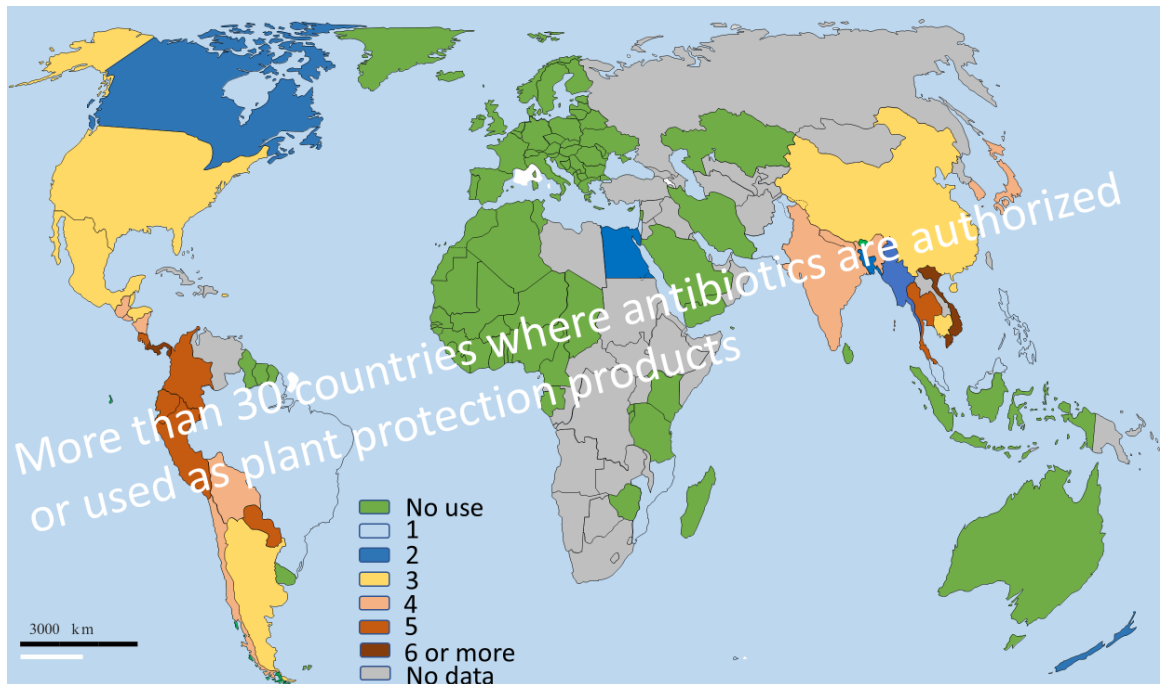 More than 30 countries where antibiotics are authorized
or used as plant protection products
No use
1
2
3
4
5
6 or more
No data
3000 km